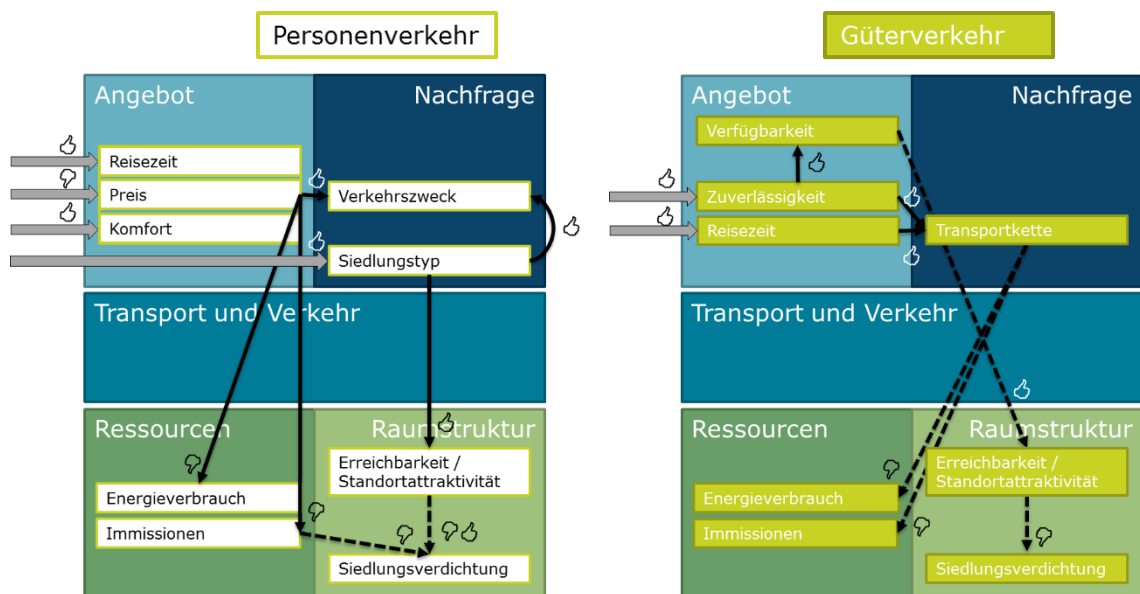 Personenverkehr
Angebot
Nachfrage
Reisezeit
Preis
Komfort
Verkehrszweck
Siedlungstyp
Transport und Verkehr
Ressourcen
Raumstruktur
Erreichbarkeit /
Standortattraktivität
Energieverbrauch
Immissionen
Siedlungsverdichtung
Güterverkehr
Angebot
Nachfrage
Verfügbarkeit
Zuverlässigkeit
Reisezeit
Transportkette
Transport und Verkehr
Ressourcen
Raumstruktur
Erreichbarkeit /
Standortattraktivität
Energieverbrauch
Immissionen
Siedlungsverdichtung